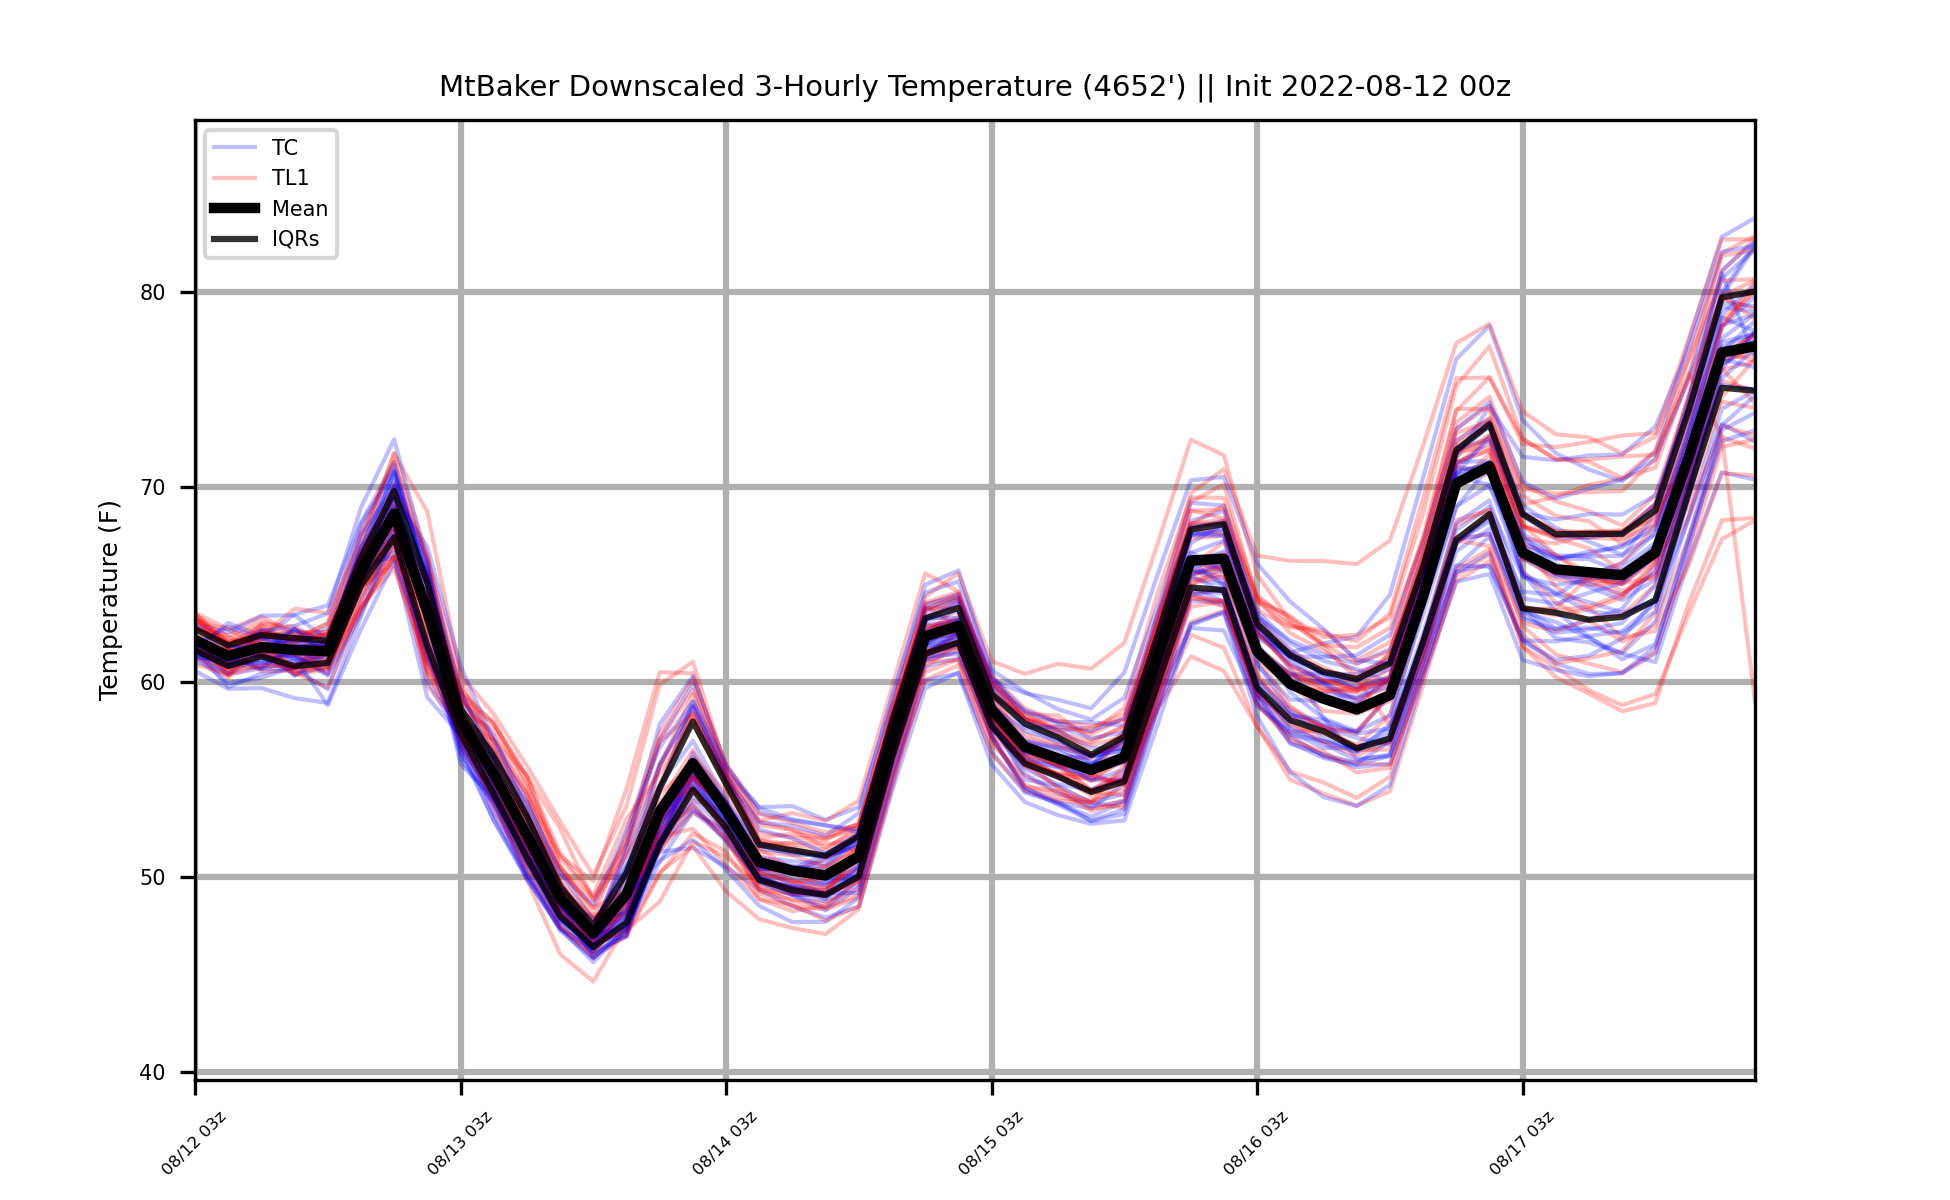 MtBaker Downscaled 3-Hourly Temperature (4652') || Init 2022-08-12 00z
TC
TL1
Mean
IQRs
Temperature (F)
80
70
60
50
40
08/12 03z
08/13 03z
08/14 03z
08/15 03z
08/16 03z
08/17 03z